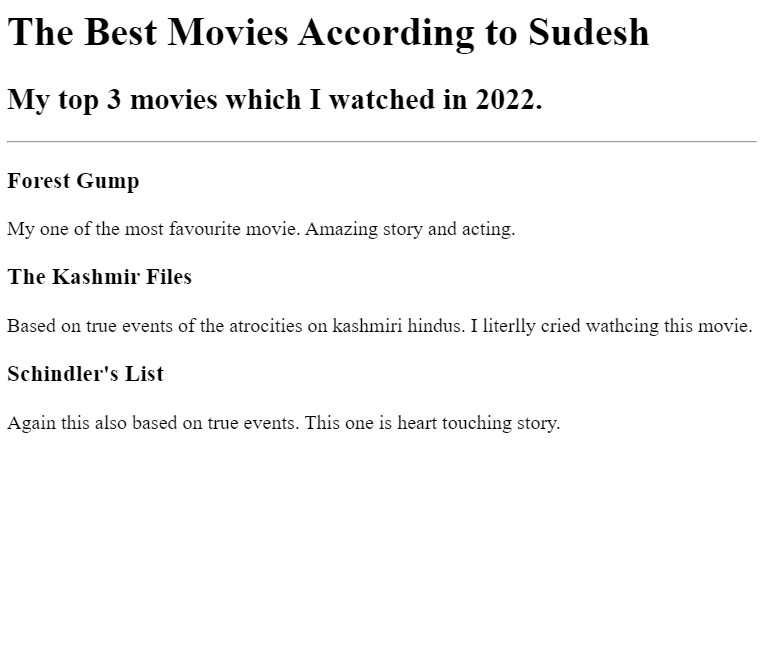 The Best Movies According to Sudesh
My top 3 movies which I watched in 2022.
Forest Gump
My one of the most favourite movie. Amazing story and acting.
The Kashmir Files
Based on true events of the atrocities on kashmiri hindus. I literlly cried wathcing this movie.
Schindler's List
Again this also based on true events. This one is heart touching story.